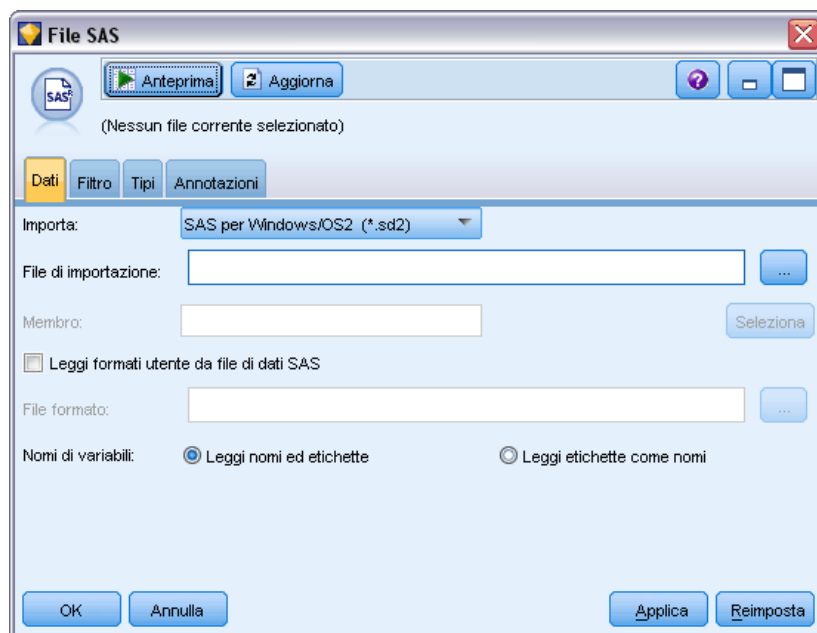 File SAS
SAS
Anteprima Aggiorna ?
(Nessun file corrente selezionato)
Dati Filtro Tipi Annotazioni
Importa: SAS per Windows/OS2 (*.sd2)
File di importazione: ...
Membro: Seleziona
Leggi formati utente da file di dati SAS
File formato: ...
Nomi di variabili: Leggi nomi ed etichette Leggi etichette come nomi
OK Annulla Applica Reimposta